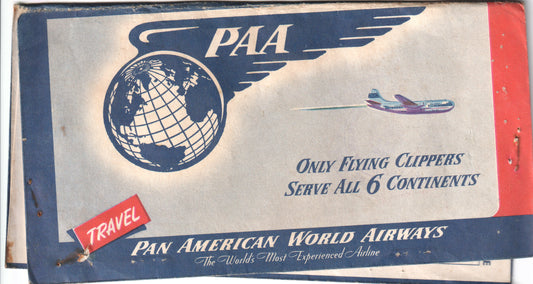 PAA
ONLY FLYING CLIPPERS
SERVE ALL 6 CONTINENTS
TRAVEL
PAN AMERICAN WORLD AIRWAYS
The World's Most Experienced Airline